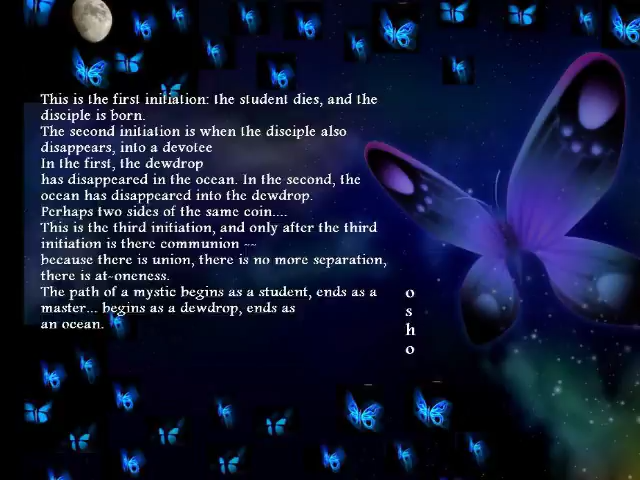 This is the first initiation: the student dies, and the
disciple is born.
The second initiation is when the disciple also
disappears, into a devotee
In the first, the dewdrop
has disappeared in the ocean. In the second, the
ocean has disappeared into the dewdrop.
Perhaps two sides of the same coin....
This is the third initiation, and only after the third
initiation is there communion --
because there is union, there is no more separation,
there is at-oneness.
The path of a mystic begins as a student, ends as a
master... begins as a dewdrop, ends as
an ocean.
osho